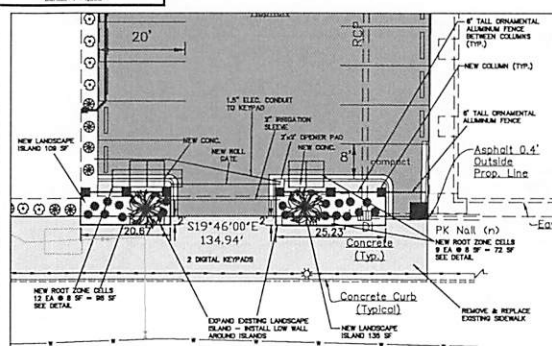 20'
RCP
6' TALL ORNAMENTAL
ALUMINUM FENCE
BETWEEN COLUMNS
(TYP.)
NEW COLUMN (TYP.)
1.5" ELEC. CONDUIT
TO KEYPAD
3" IRRIGATION
SLEEVE
2'x2' OPENER PAD
6' TALL ORNAMENTAL
ALUMINUM FENCE
NEW LANDSCAPE
ISLAND 109 SF
NEW CONC.
NEW ROLL
GATE
NEW CONC.
8'
compact
Asphalt 0.4'
Outside
Prop. Line
2'
S19°46'00"E
134.94'
2'
20.67'
25.23'
DI
PK Nail (n)
Concrete
(Typ.)
2 DIGITAL KEYPADS
NEW ROOT ZONE CELLS
9 EA @ 8 SF = 72 SF
SEE DETAIL
NEW ROOT ZONE CELLS
12 EA @ 8 SF = 96 SF
SEE DETAIL
EXPAND EXISTING LANDSCAPE
ISLAND - INSTALL LOW WALL
AROUND ISLANDS
Concrete Curb
(Typical)
NEW LANDSCAPE
ISLAND 135 SF
REMOVE & REPLACE
EXISTING SIDEWALK